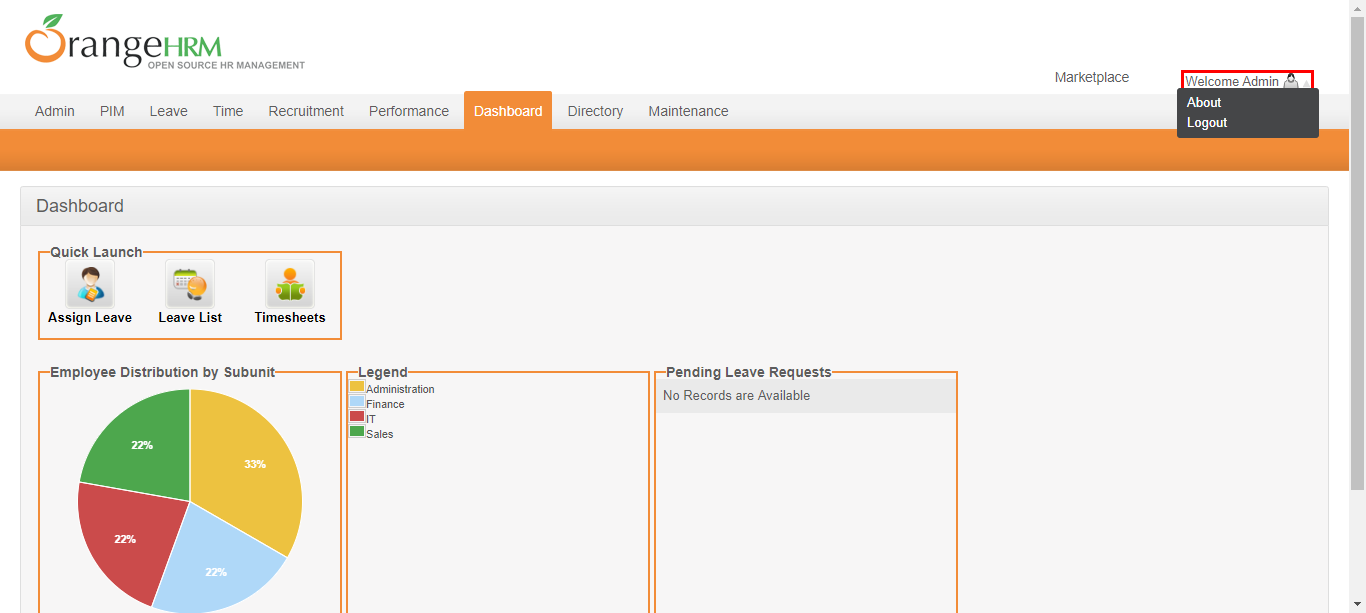 OrangeHRM
OPEN SOURCE HR MANAGEMENT
Marketplace
Welcome Admin
About
Logout
Admin PIM Leave Time Recruitment Performance Dashboard Directory Maintenance
Dashboard
Quick Launch
Assign Leave Leave List Timesheets
Employee Distribution by Subunit
22%
33%
22%
22%
Legend
Administration
Finance
IT
Sales
Pending Leave Requests
No Records are Available